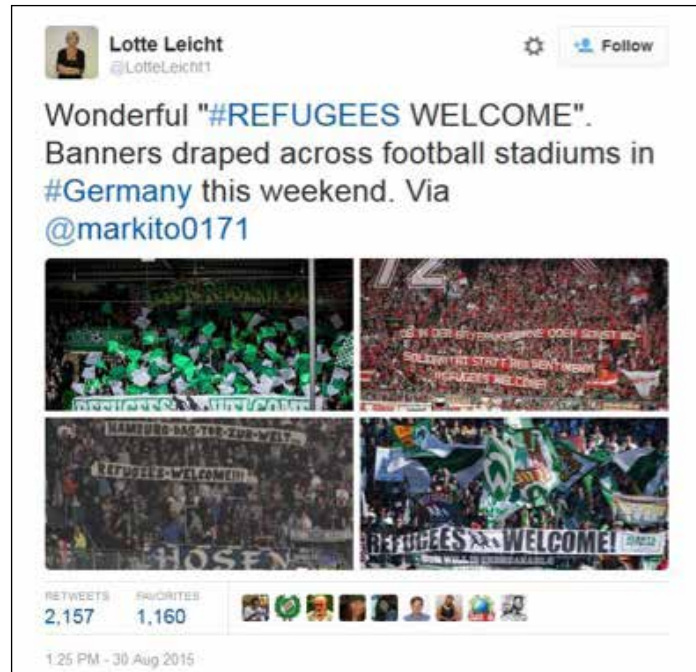 Lotte Leicht
@LotteLeicht1
Follow
Wonderful "#REFUGEES WELCOME".
Banners draped across football stadiums in
#Germany this weekend. Via
@markito0171
REFUGEES WELCOME
72
SOLIDARITÄT STATT RESSENTIMENT
REFUGEES WELCOME!
HAMBURG-DAS-TOR-ZUR-WELT...
REFUGEES-WELCOME!!!
HOSEN
W
REFUGEES WELCOME!
RETWEETS
2,157
FAVORITES
1,160
1:25 PM - 30 Aug 2015